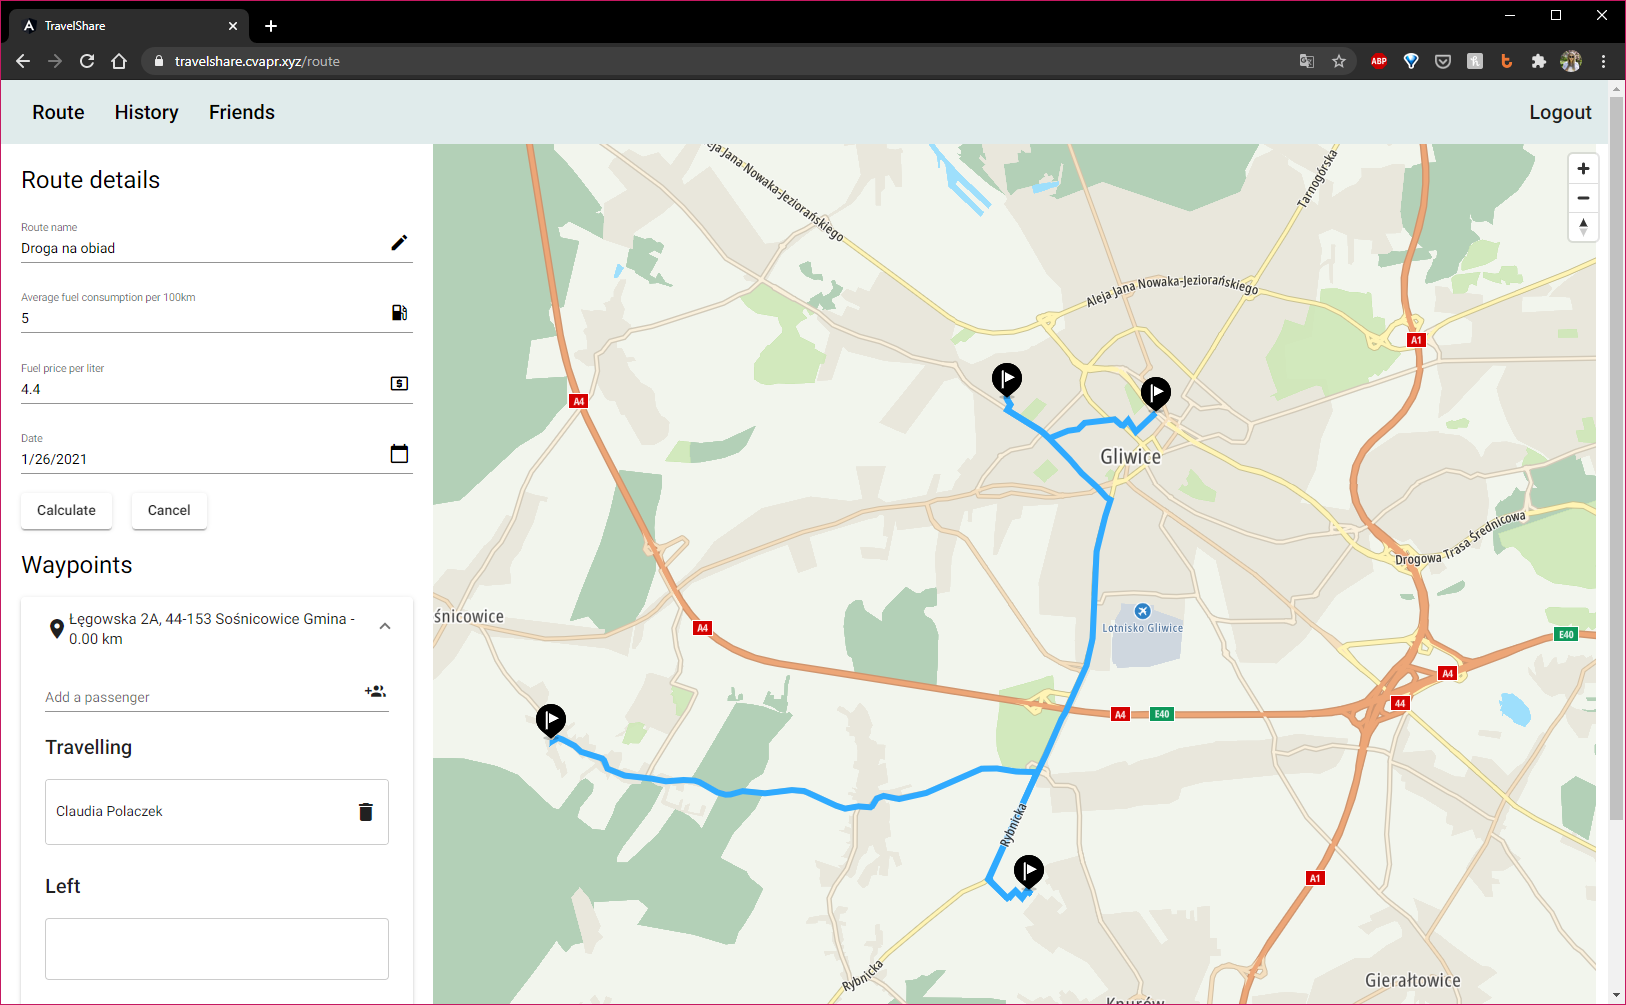 TravelShare
travelshare.cvapr.xyz/route
ABP
Route
History
Friends
Logout
Route details
Route name
Droga na obiad
Average fuel consumption per 100km
5
Fuel price per liter
4.4
Date
1/26/2021
Calculate
Cancel
Waypoints
Łęgowska 2A, 44-153 Sośnicowice Gmina -
0.00 km
Add a passenger
Travelling
Claudia Polaczek
Left
Aleja Jana Nowaka-Jeziorańskiego
Tarnogórska
Aleja Jana Nowaka-Jeziorańskiego
A1
A4
Gliwice
Drogowa Trasa Średnicowa
śnicowice
Lotnisko Gliwice
A4
E40
A4
44
A4
E40
Rybnicka
A1
Rybnicka
Gierałtowice
Knurów